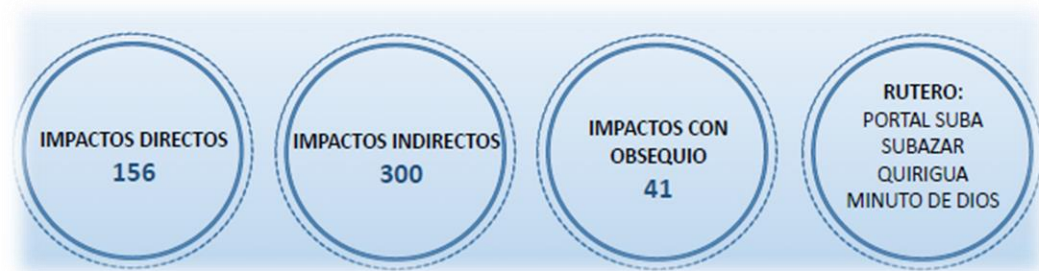 IMPACTOS DIRECTOS
156
IMPACTOS INDIRECTOS
300
IMPACTOS CON
OBSEQUIO
41
RUTERO:
PORTAL SUBA
SUBAZAR
QUIRIGUA
MINUTO DE DIOS